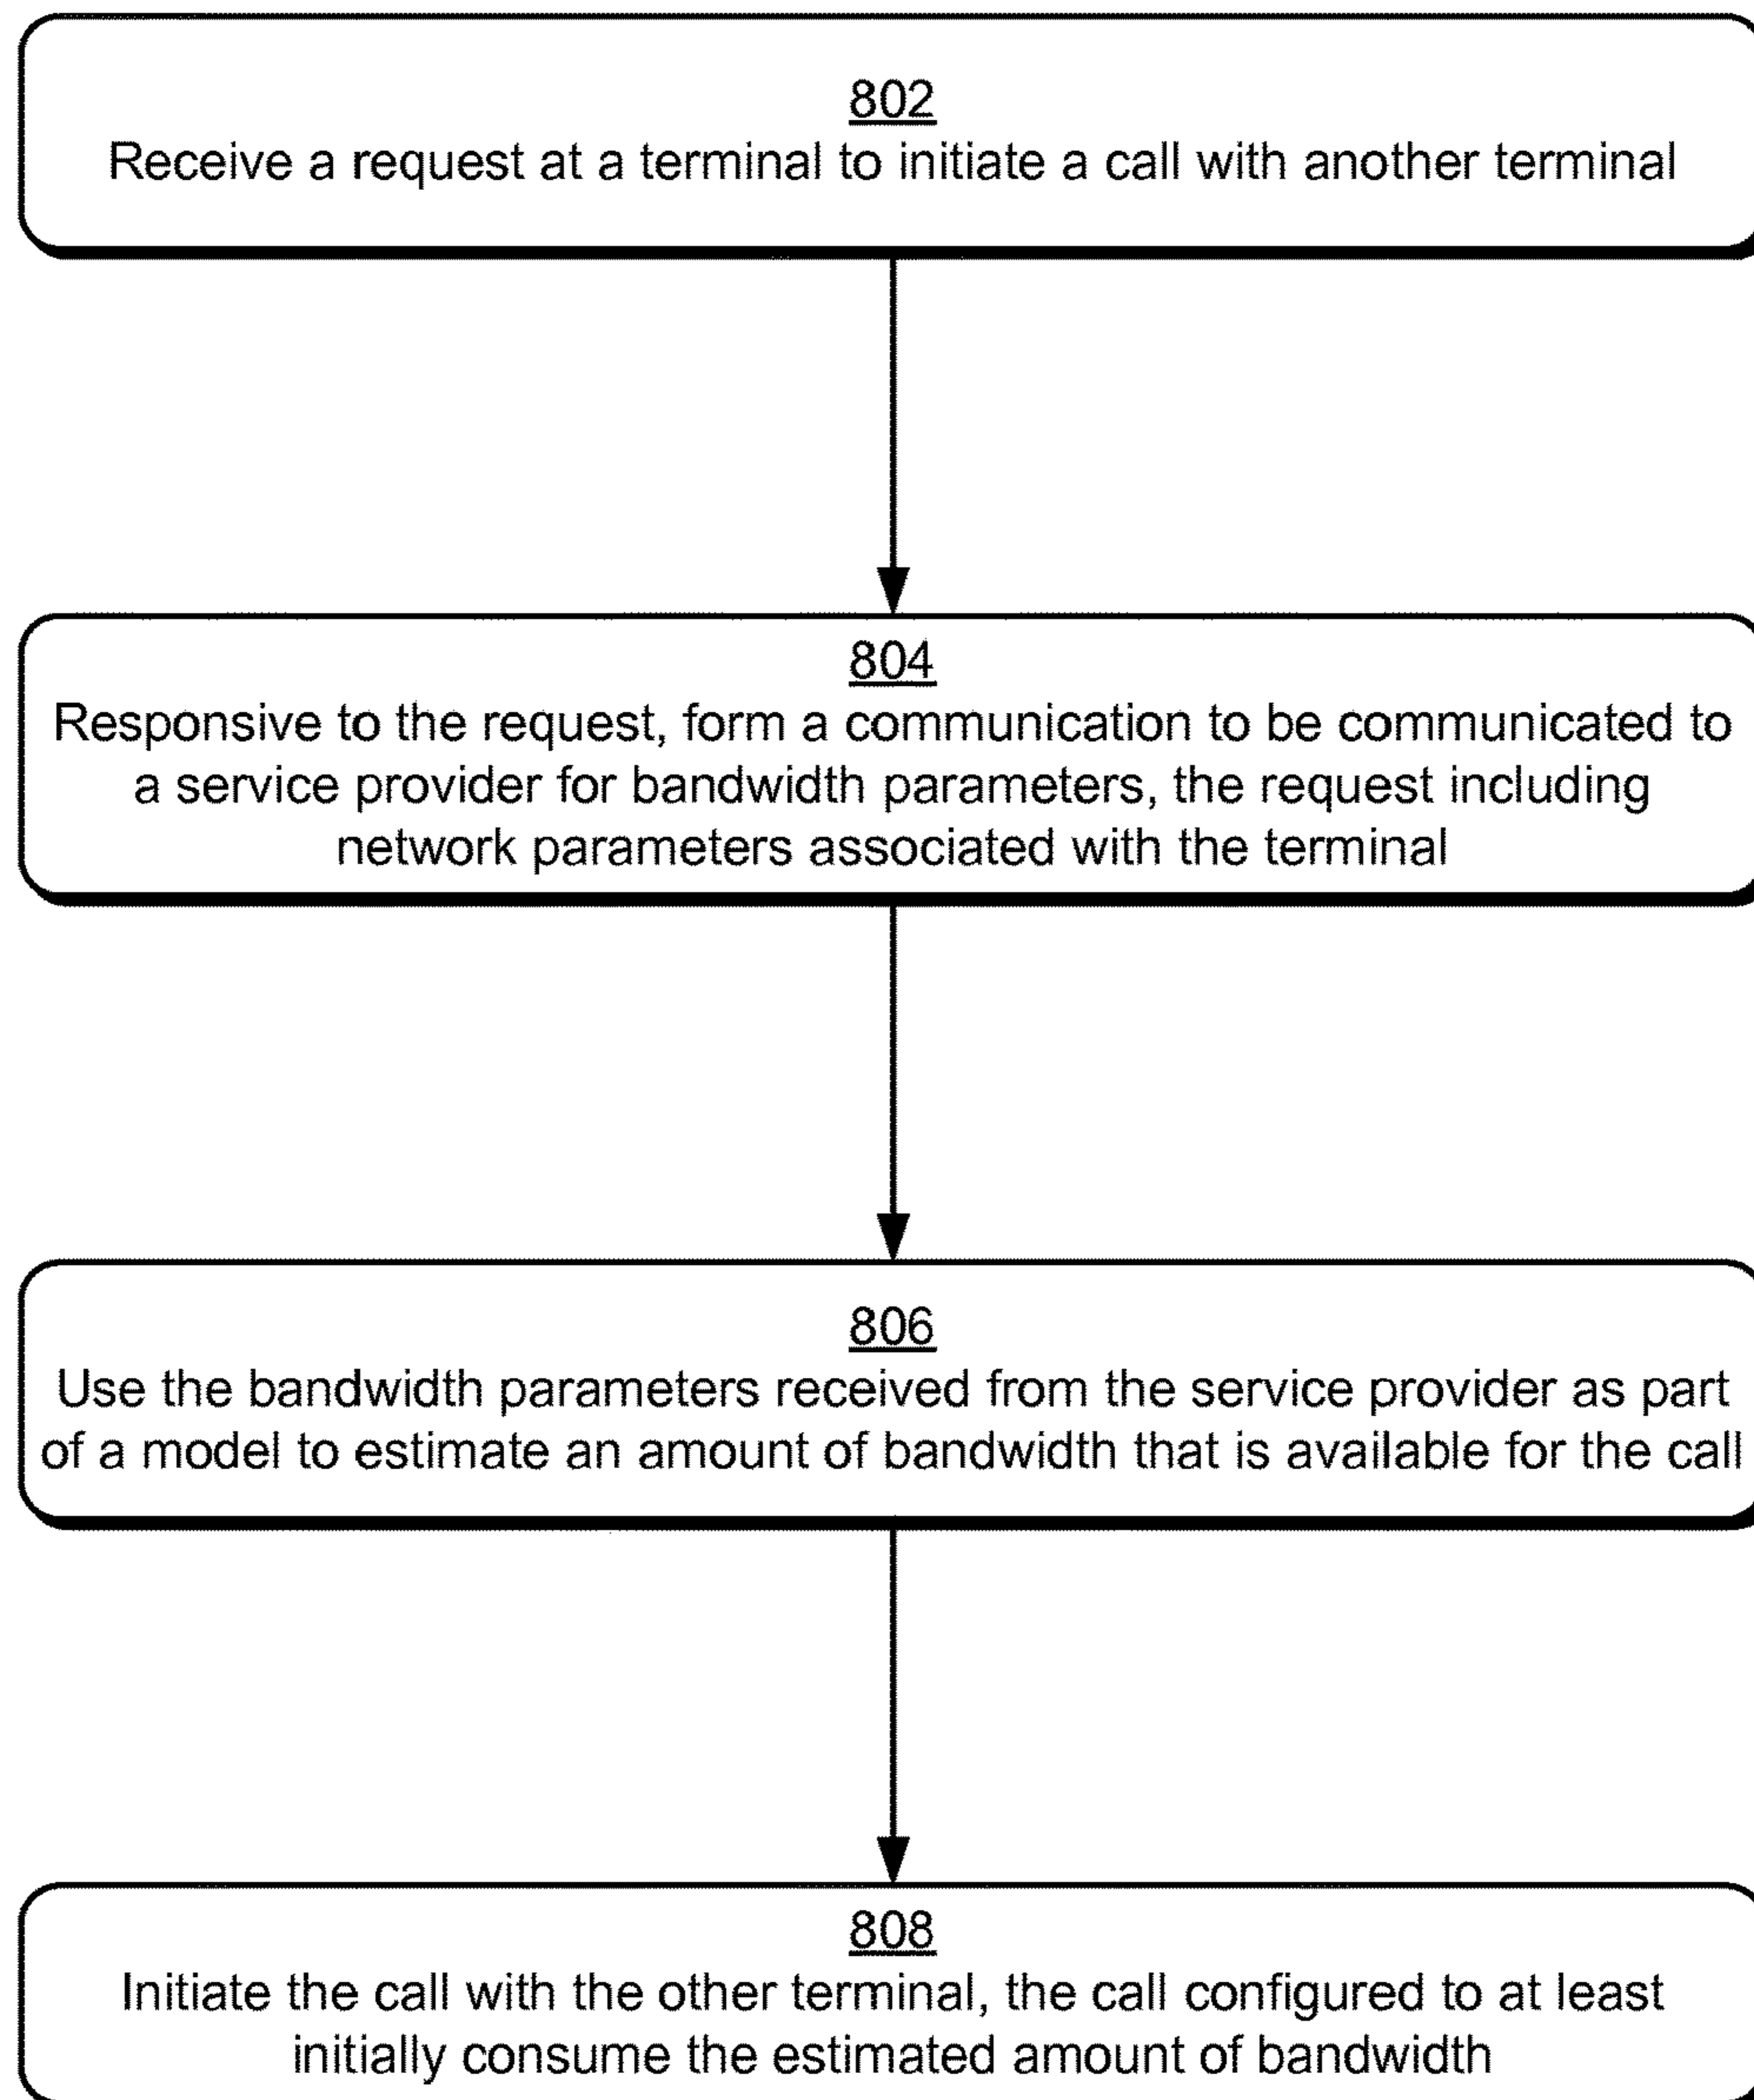 802
Receive a request at a terminal to initiate a call with another terminal
804
Responsive to the request, form a communication to be communicated to
a service provider for bandwidth parameters, the request including
network parameters associated with the terminal
806
Use the bandwidth parameters received from the service provider as part
of a model to estimate an amount of bandwidth that is available for the call
808
Initiate the call with the other terminal, the call configured to at least
initially consume the estimated amount of bandwidth